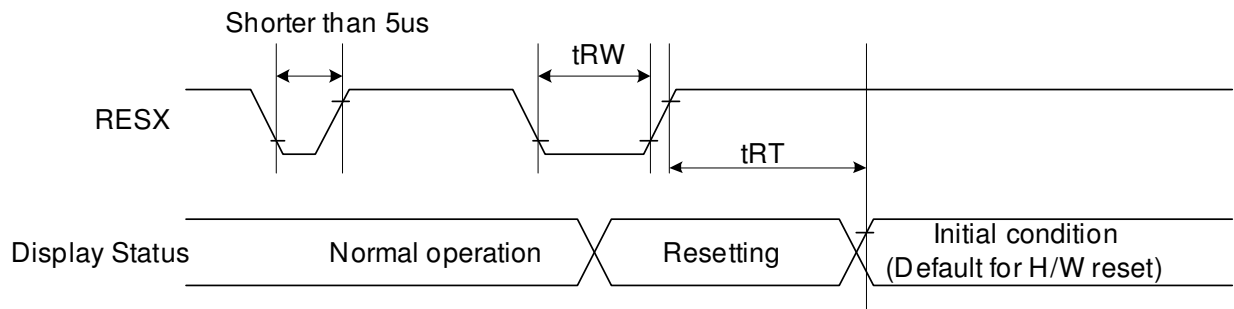 Shorter than 5us
tRW
RESX
tRT
Display Status
Normal operation
Resetting
Initial condition
(Default for H/W reset)